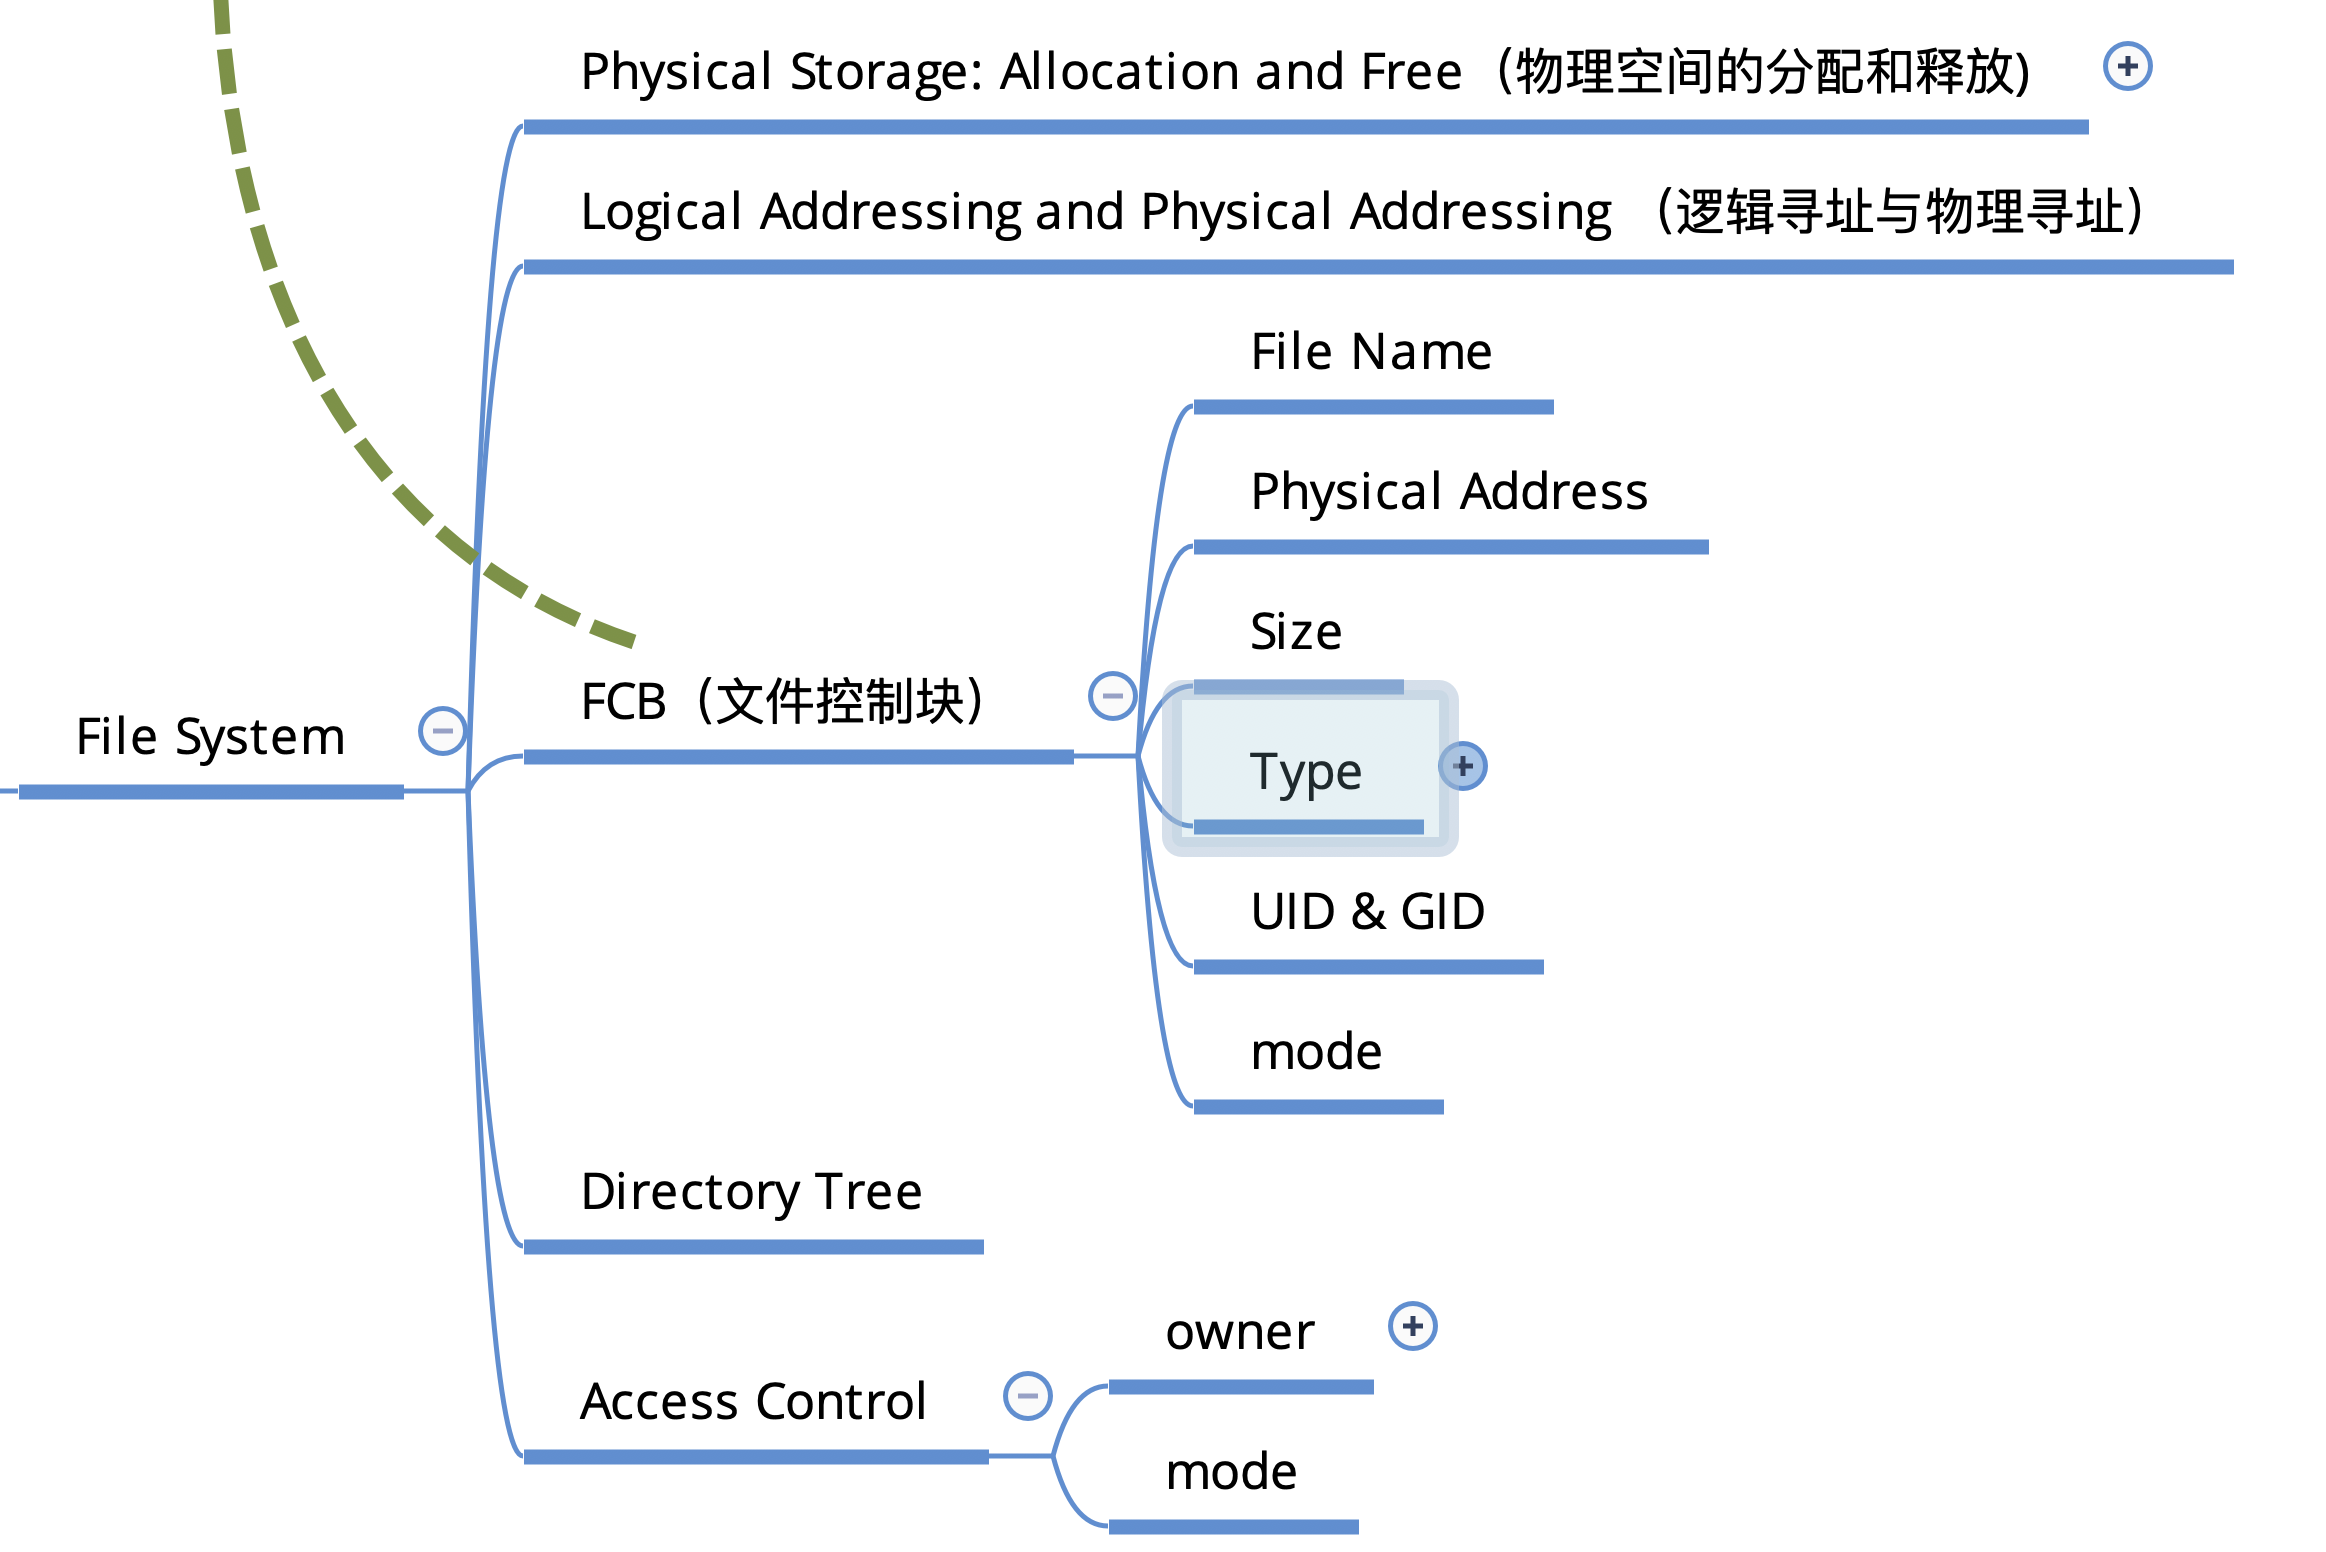 Physical Storage: Allocation and Free（物理空间的分配和释放）
Logical Addressing and Physical Addressing （逻辑寻址与物理寻址）
File Name
Physical Address
Size
FCB（文件控制块）
File System
Type
UID & GID
mode
Directory Tree
owner
Access Control
mode